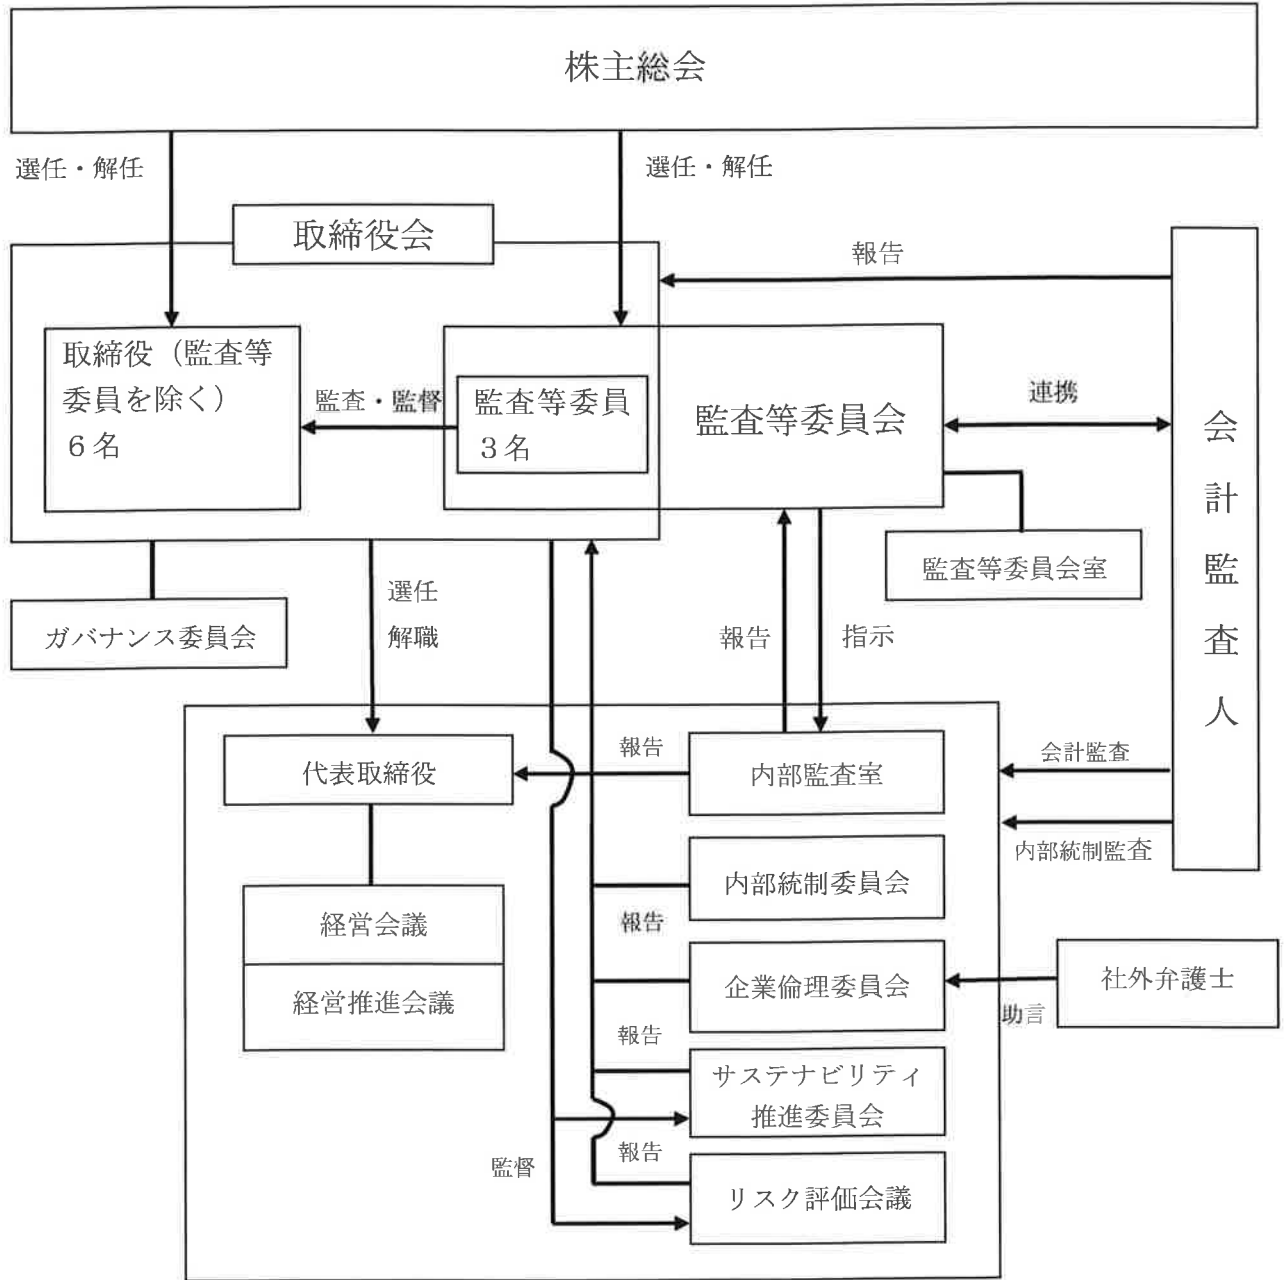 株主総会
選任・解任
選任・解任
取締役会
報告
取締役（監査等
委員を除く）
６名
監査・監督
監査等委員
３名
監査等委員会
連携
会計監査人
監査等委員会室
ガバナンス委員会
選任
解職
報告
指示
代表取締役
報告
内部監査室
会計監査
内部統制監査
内部統制委員会
報告
経営会議
経営推進会議
企業倫理委員会
社外弁護士
助言
報告
サステナビリティ
推進委員会
監督
報告
リスク評価会議